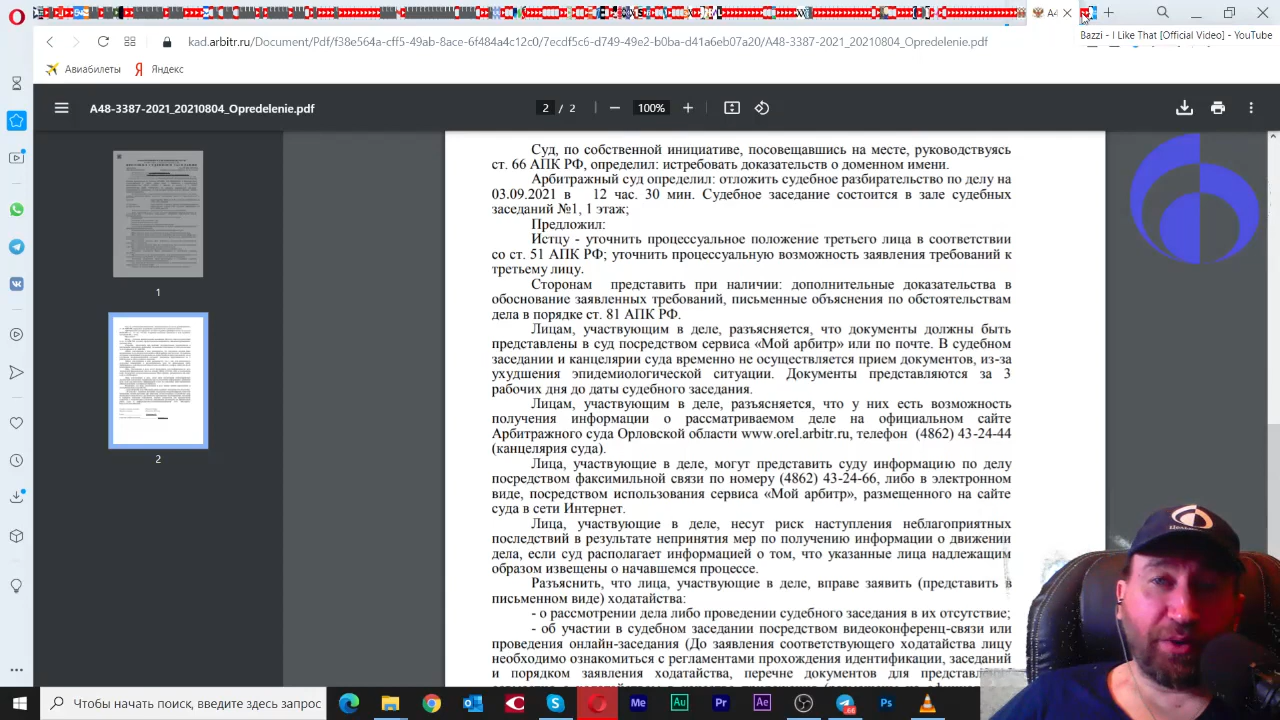 A4
kad.arbitr.ru/Document/Pdf/f38e564a-cff5-49ab-8ace-6f484a4c12c0/7ecdf5c6-d749-49e2-b0ba-d41a6eb07a20/A48-3387-2021_20210804_Opredelenie.pdf
Bazzi - I Like That [Official Video] - YouTube
Авиабилеты Яндекс
A48-3387-2021_20210804_Opredelenie.pdf 2 / 2 100%
Суд, по собственной инициативе, посовещавшись на месте, руководствуясь
ст. 66 АПК РФ, определил: истребовать доказательств о доменном имени.
Арбитражный суд определил: отложить судебное разбирательство по делу на
03.09.2021 в 12 час. 30 мин. Судебное заседание состоится в зале судебных
заседаний №1, 1 этаж;
Предложил:
Истцу - уточнить процессуальное положение третьего лица в соответствии
со ст. 51 АПК РФ; уточнить процессуальную возможность заявления требований к
третьему лицу.
Сторонам представить при наличии: дополнительные доказательства в
обоснование заявленных требований, письменные объяснения по обстоятельствам
дела в порядке ст. 81 АПК РФ.
Лицам, участвующим в деле, разъясняется, что документы должны быть
представлены в суд посредством сервиса «Мой арбитр» или по почте. В судебном
заседании и канцелярии суда временно не осуществляется прием документов, из-за
ухудшения эпидемиологической ситуации. Документы представляются за 3
рабочих дня до даты судебного заседания.
Лицам, участвующим в деле, разъясняется, что у них есть возможность
получения информации о рассматриваемом деле на официальном сайте
Арбитражного суда Орловской области www.orel.arbitr.ru, телефон (4862) 43-24-44
(канцелярия суда).
Лица, участвующие в деле, могут представить суду информацию по делу
посредством факсимильной связи по номеру (4862) 43-24-66, либо в электронном
виде, посредством использования сервиса «Мой арбитр», размещенного на сайте
суда в сети Интернет.
Лица, участвующие в деле, несут риск наступления неблагоприятных
последствий в результате непринятия мер по получению информации о движении
дела, если суд располагает информацией о том, что указанные лица надлежащим
образом извещены о начавшемся процессе.
Разъяснить, что лица, участвующие в деле, вправе заявить (представить в
письменном виде) ходатайства:
- о рассмотрении дела либо проведении судебного заседания в их отсутствие;
- об участии в судебном заседании посредством видеоконференц-связи или
проведения онлайн-заседания (До заявления соответствующего ходатайства лицу
необходимо ознакомиться с регламентами прохождения идентификации, заседаний
и порядком заявления ходатайства, перечне документов для
1
2
Чтобы начать поиск, введите здесь запрос
Me Au Pr Ae Ps